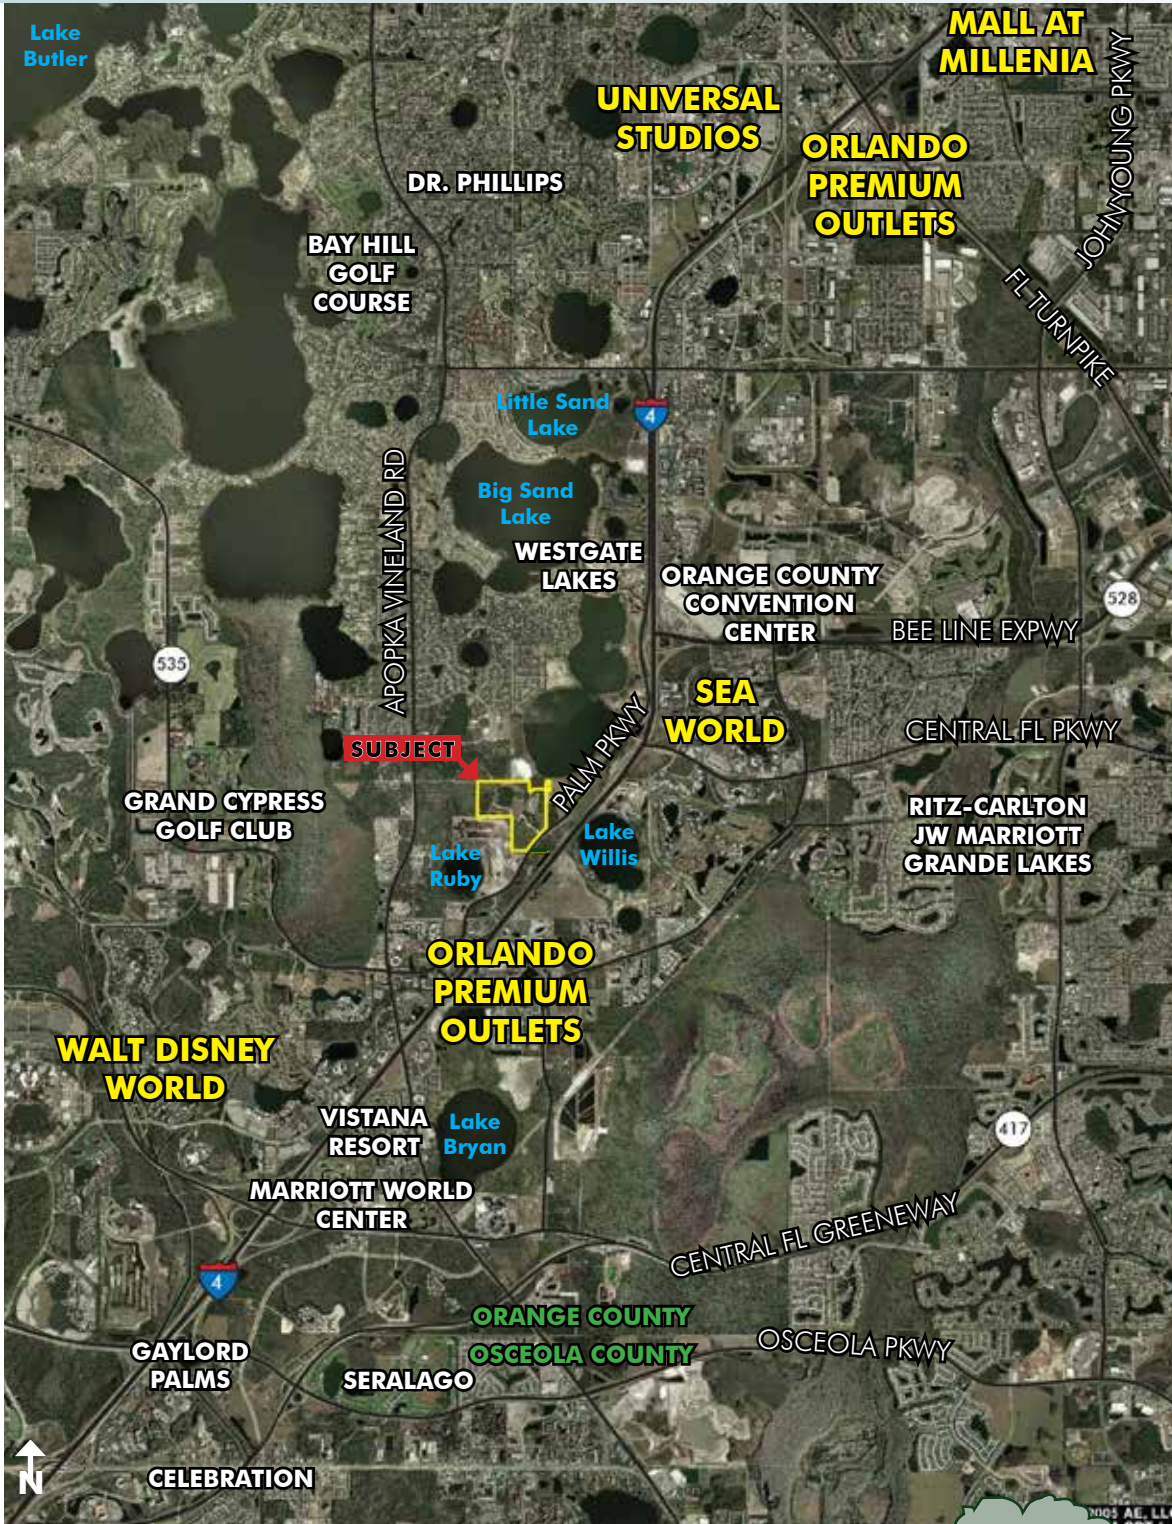 Lake
Butler
MALL AT
MILLENIA
JOHN YOUNG PKWY
UNIVERSAL
STUDIOS
ORLANDO
PREMIUM
OUTLETS
DR. PHILLIPS
BAY HILL
GOLF
COURSE
FL TURNPIKE
Little Sand
Lake
4
Big Sand
Lake
APOPKA VINELAND RD
WESTGATE
LAKES
ORANGE COUNTY
CONVENTION
CENTER
528
BEE LINE EXPWY
535
SEA
WORLD
PALM PKWY
CENTRAL FL PKWY
SUBJECT
GRAND CYPRESS
GOLF CLUB
RITZ-CARLTON
JW MARRIOTT
GRANDE LAKES
Lake
Willis
Lake
Ruby
ORLANDO
PREMIUM
OUTLETS
WALT DISNEY
WORLD
VISTANA
RESORT
Lake
Bryan
417
MARRIOTT WORLD
CENTER
CENTRAL FL GREENEWAY
4
ORANGE COUNTY
OSCEOLA COUNTY
OSCEOLA PKWY
GAYLORD
PALMS
SERALAGO
N
CELEBRATION
2005 AE, LL